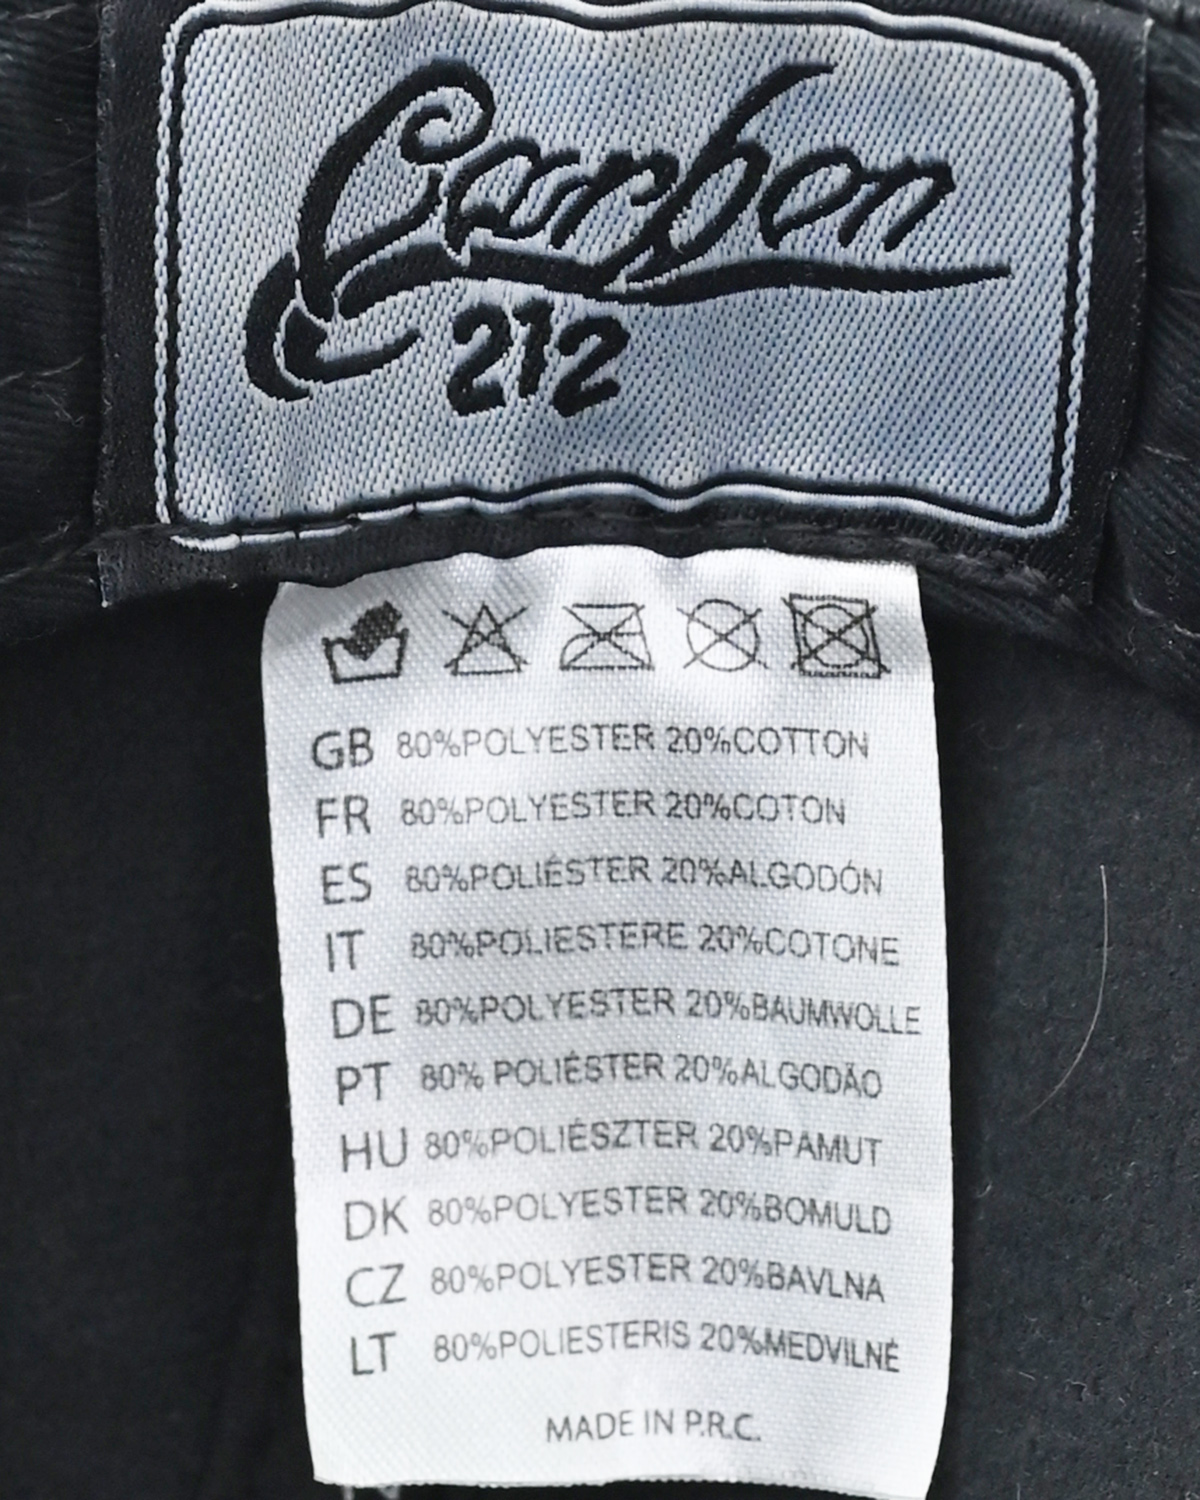 Carbon
212
GB 80%POLYESTER 20%COTTON
FR 80%POLYESTER 20%COTON
ES 80%POLIÉSTER 20%ALGODÓN
IT 80%POLIESTERE 20%COTONE
DE 80%POLYESTER 20%BAUMWOLLE
PT 80% POLIÉSTER 20%ALGODÃO
HU 80%POLIÉSZTER 20%PAMUT
DK 80%POLYESTER 20%BOMULD
CZ 80%POLYESTER 20%BAVLNA
LT 80%POLIESTERIS 20%MEDVILNĖ
MADE IN P.R.C.